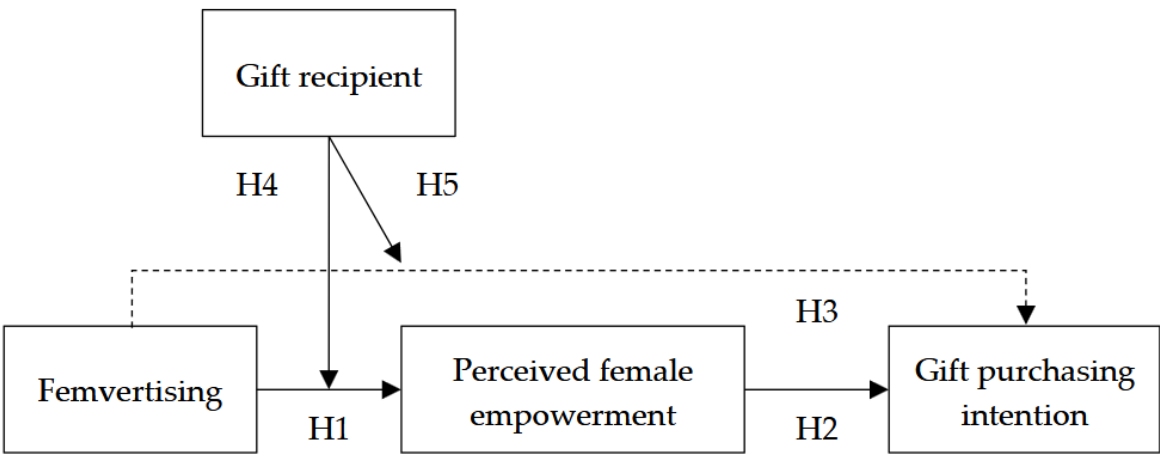 Gift recipient
H4
H5
H3
Femvertising
Perceived female
empowerment
Gift purchasing
intention
H1
H2